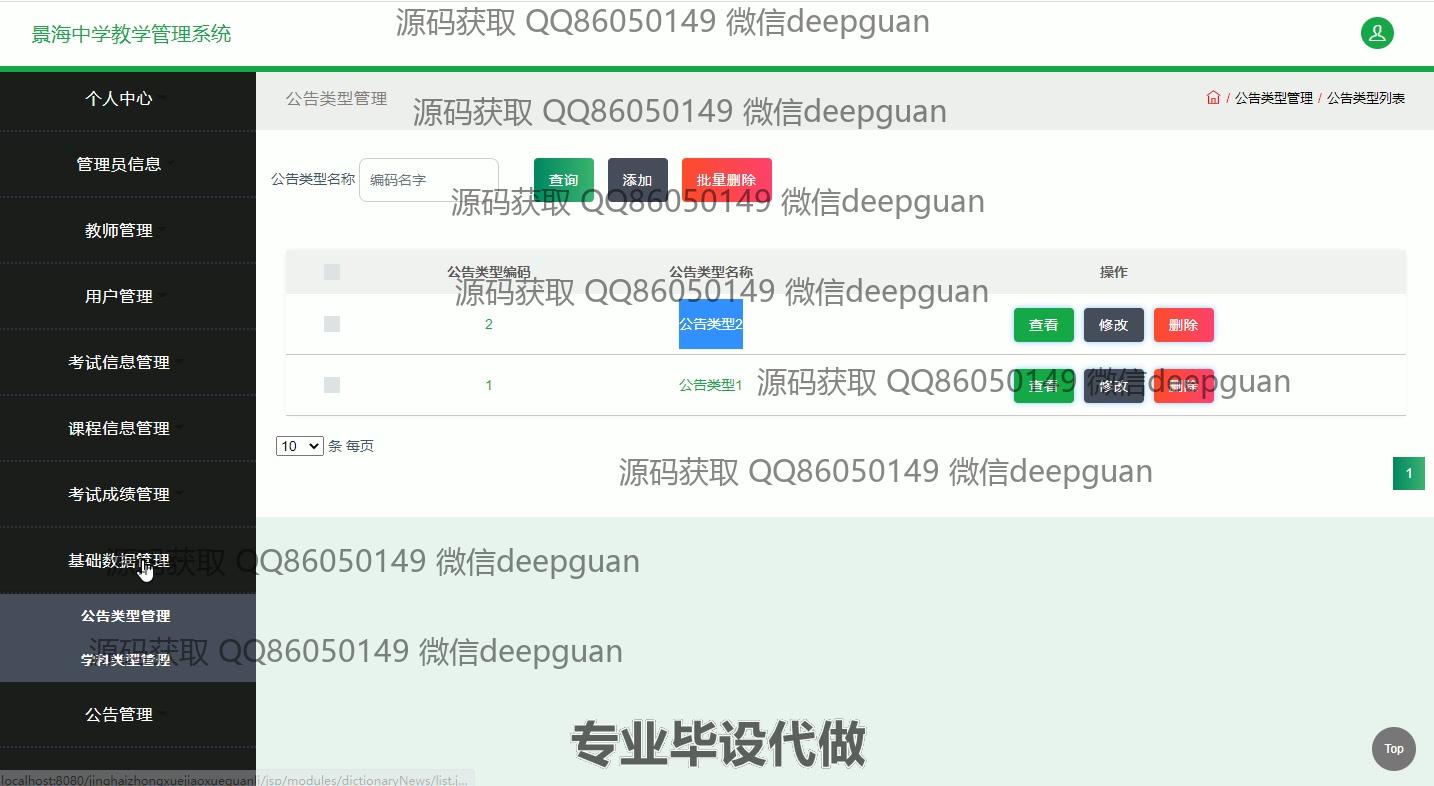 源码获取 QQ86050149 微信deepguan
景海中学教学管理系统
个人中心
公告类型管理
/ 公告类型管理 / 公告类型列表
源码获取 QQ86050149 微信deepguan
管理员信息
公告类型名称 编码名字 查询 添加 批量删除
源码获取 QQ86050149 微信deepguan
教师管理
公告类型编码 公告类型名称 操作
源码获取 QQ86050149 微信deepguan
用户管理
2 公告类型2 查看 修改 删除
考试信息管理
1 公告类型1 查看 修改 删除
源码获取 QQ86050149 微信deepguan
课程信息管理
10 条 每页
源码获取 QQ86050149 微信deepguan
1
考试成绩管理
基础数据管理
源码获取 QQ86050149 微信deepguan
公告类型管理
源码获取 QQ86050149 微信deepguan
学科类型管理
公告管理
专业毕设代做
Top
localhost:8080/jinghaizhongxuejiaoxueguanli/jsp/modules/dictionaryNews/list.j...